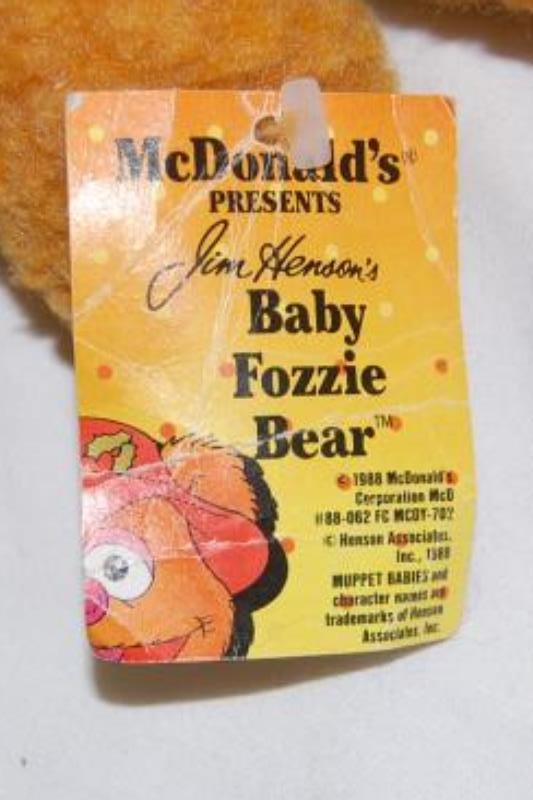 McDonald's®
PRESENTS
Jim Henson's
Baby
Fozzie
Bear™
© 1988 McDonald's
Corporation McD
#88-062 FC MCDY-702
© Henson Associates,
Inc., 1988
MUPPET BABIES and
character names are
trademarks of Henson
Associates, Inc.